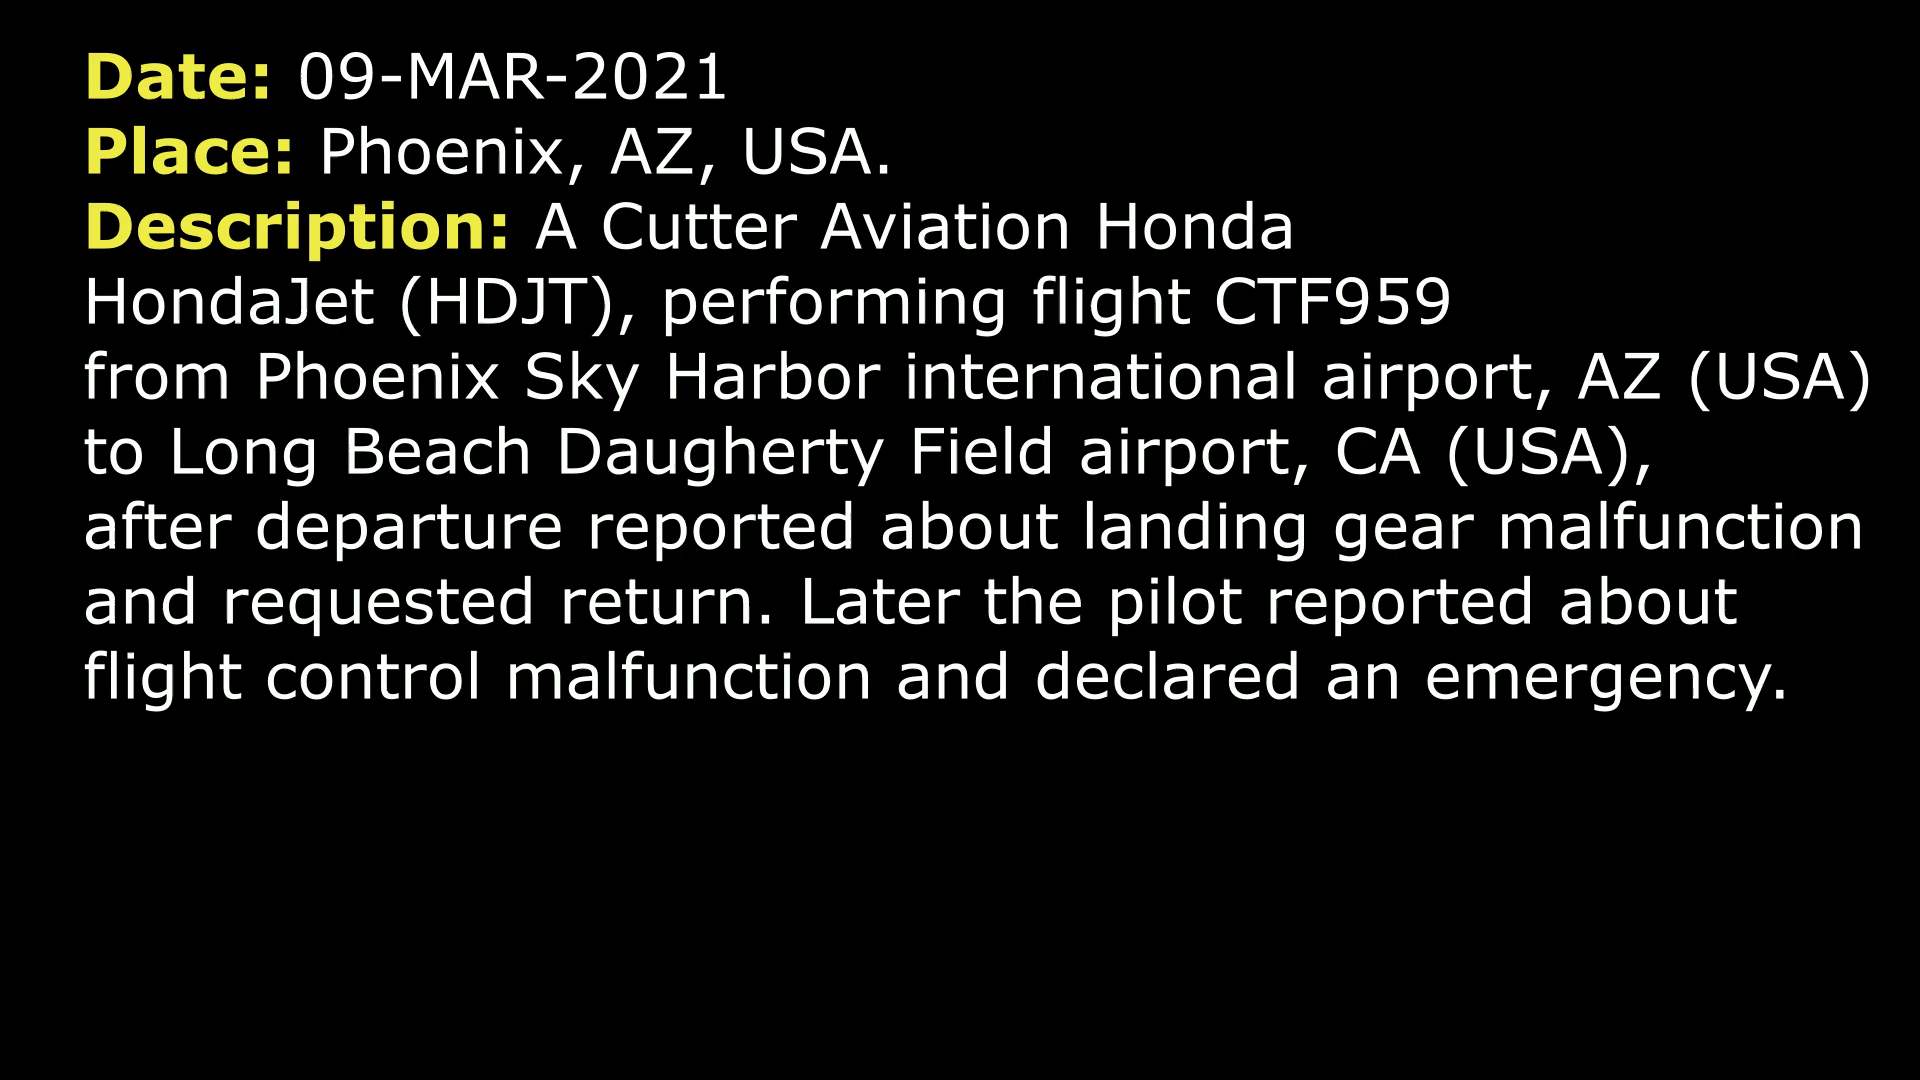 Date: 09-MAR-2021
Place: Phoenix, AZ, USA.
Description: A Cutter Aviation Honda
HondaJet (HDJT), performing flight CTF959
from Phoenix Sky Harbor international airport, AZ (USA)
to Long Beach Daugherty Field airport, CA (USA),
after departure reported about landing gear malfunction
and requested return. Later the pilot reported about
flight control malfunction and declared an emergency.